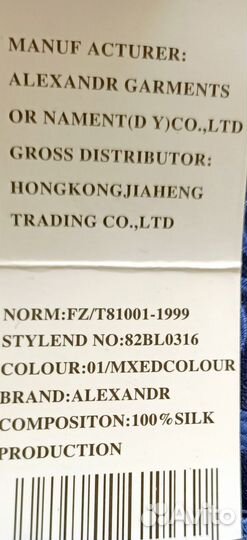 MANUF ACTURER:
ALEXANDR GARMENTS
OR NAMENT(D Y)CO.,LTD
GROSS DISTRIBUTOR:
HONGKONGJIAHENG
TRADING CO.,LTD
NORM:FZ/T81001-1999
STYLEND NO:82BL0316
COLOUR:01/MXEDCOLOUR
BRAND:ALEXANDR
COMPOSITON:100%SILK
PRODUCTION
Avito